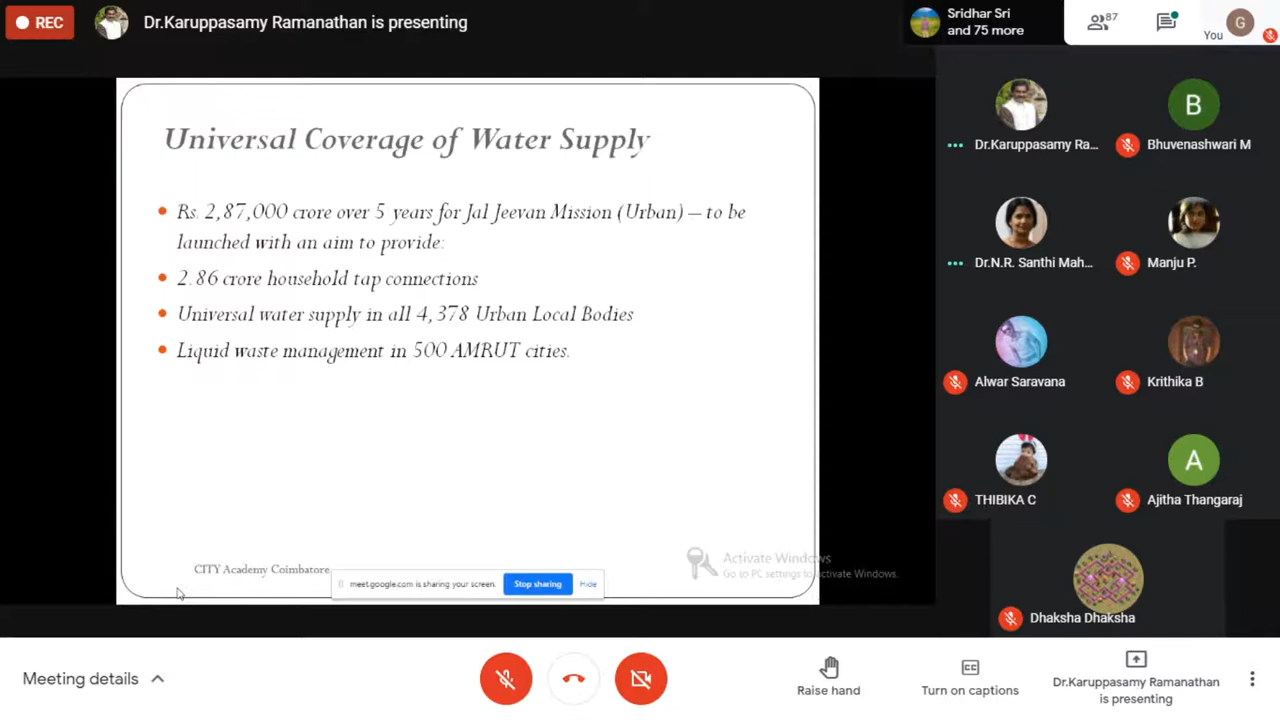 REC
Dr.Karuppasamy Ramanathan is presenting
Sridhar Sri
and 75 more
87
You
G
Universal Coverage of Water Supply
Rs. 2,87,000 crore over 5 years for Jal Jeevan Mission (Urban) – to be
launched with an aim to provide:
2.86 crore household tap connections
Universal water supply in all 4,378 Urban Local Bodies
Liquid waste management in 500 AMRUT cities.
CITY Academy Coimbatore
meet.google.com is sharing your screen.
Stop sharing
Hide
Activate Windows
Go to PC settings to activate Windows.
Dr.Karuppasamy Ra...
B
Bhuvenashwari M
Dr.N.R. Santhi Mah...
Manju P.
Alwar Saravana
Krithika B
THIBIKA C
A
Ajitha Thangaraj
Dhaksha Dhaksha
Meeting details
Raise hand
CC
Turn on captions
Dr.Karuppasamy Ramanathan
is presenting